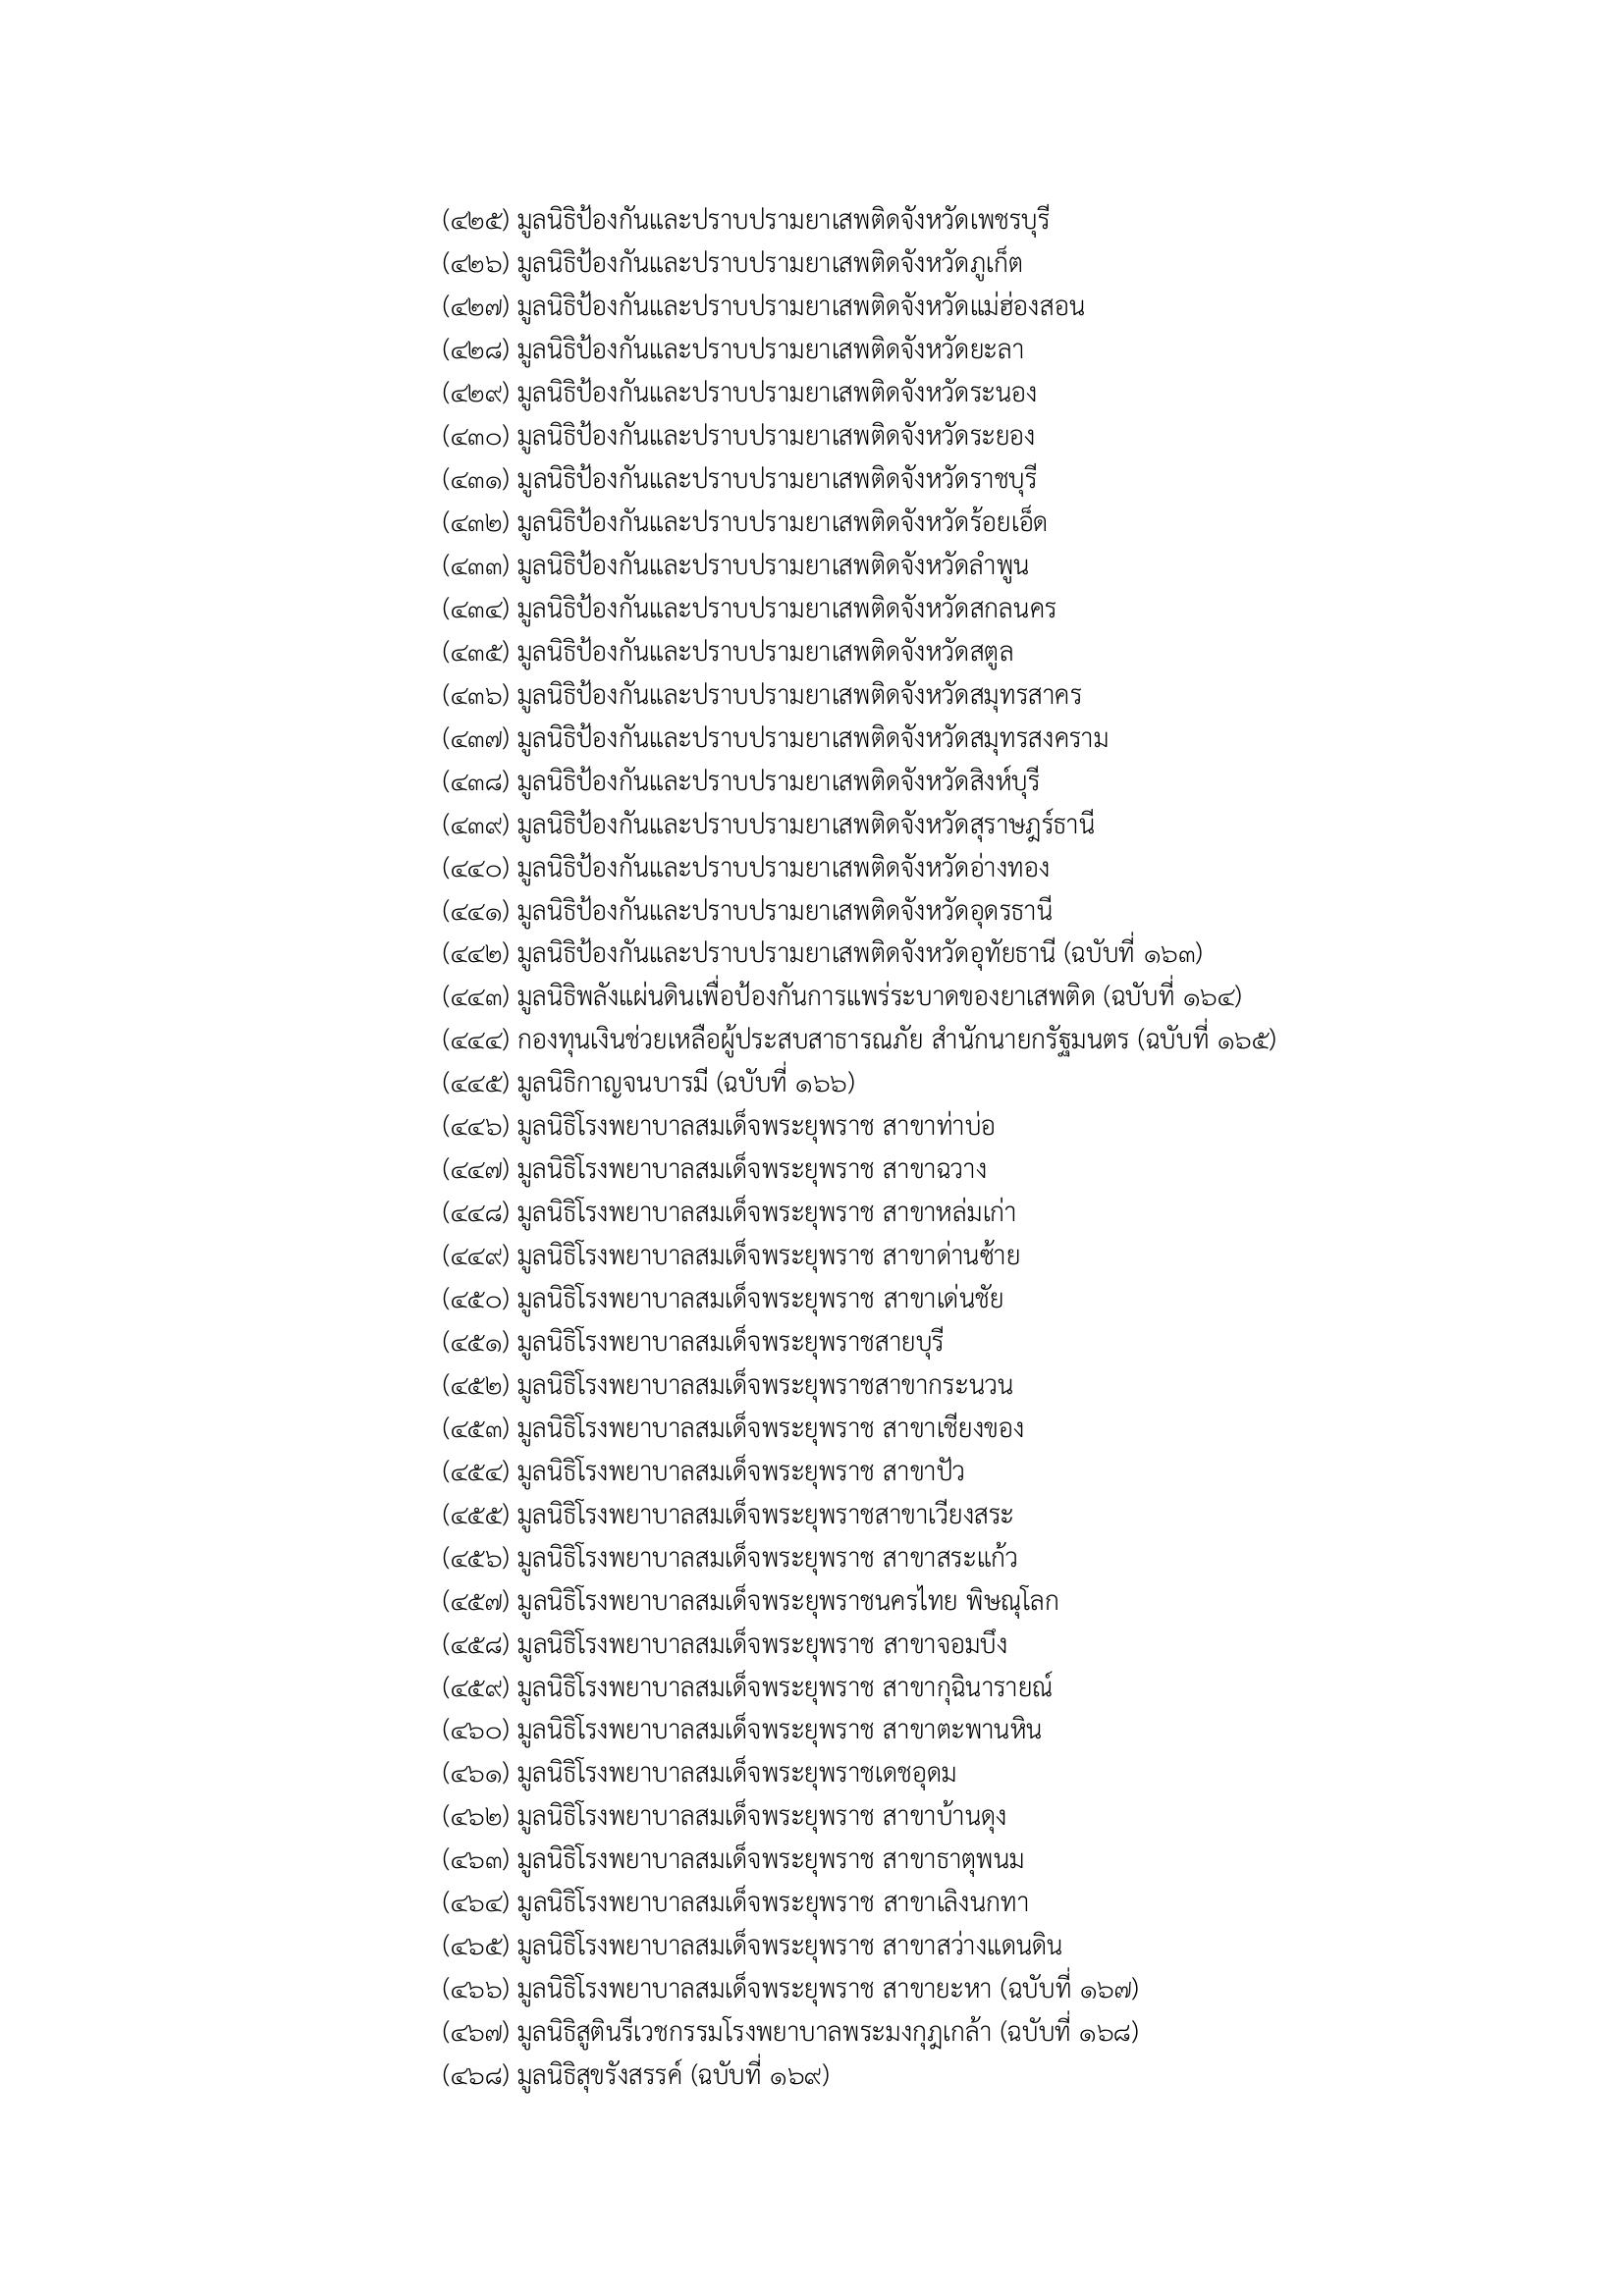 (๔๒๕) มูลนิธิป้องกันและปราบปรามยาเสพติดจังหวัดเพชรบุรี
(๔๒๖) มูลนิธิป้องกันและปราบปรามยาเสพติดจังหวัดภูเก็ต
(๔๒๗) มูลนิธิป้องกันและปราบปรามยาเสพติดจังหวัดแม่ฮ่องสอน
(๔๒๘) มูลนิธิป้องกันและปราบปรามยาเสพติดจังหวัดยะลา
(๔๒๙) มูลนิธิป้องกันและปราบปรามยาเสพติดจังหวัดระนอง
(๔๓๐) มูลนิธิป้องกันและปราบปรามยาเสพติดจังหวัดระยอง
(๔๓๑) มูลนิธิป้องกันและปราบปรามยาเสพติดจังหวัดราชบุรี
(๔๓๒) มูลนิธิป้องกันและปราบปรามยาเสพติดจังหวัดร้อยเอ็ด
(๔๓๓) มูลนิธิป้องกันและปราบปรามยาเสพติดจังหวัดลำพูน
(๔๓๔) มูลนิธิป้องกันและปราบปรามยาเสพติดจังหวัดสกลนคร
(๔๓๕) มูลนิธิป้องกันและปราบปรามยาเสพติดจังหวัดสตูล
(๔๓๖) มูลนิธิป้องกันและปราบปรามยาเสพติดจังหวัดสมุทรสาคร
(๔๓๗) มูลนิธิป้องกันและปราบปรามยาเสพติดจังหวัดสมุทรสงคราม
(๔๓๘) มูลนิธิป้องกันและปราบปรามยาเสพติดจังหวัดสิงห์บุรี
(๔๓๙) มูลนิธิป้องกันและปราบปรามยาเสพติดจังหวัดสุราษฎร์ธานี
(๔๔๐) มูลนิธิป้องกันและปราบปรามยาเสพติดจังหวัดอ่างทอง
(๔๔๑) มูลนิธิป้องกันและปราบปรามยาเสพติดจังหวัดอุดรธานี
(๔๔๒) มูลนิธิป้องกันและปราบปรามยาเสพติดจังหวัดอุทัยธานี (ฉบับที่ ๑๖๓)
(๔๔๓) มูลนิธิพลังแผ่นดินเพื่อป้องกันการแพร่ระบาดของยาเสพติด (ฉบับที่ ๑๖๔)
(๔๔๔) กองทุนเงินช่วยเหลือผู้ประสบสาธารณภัย สำนักนายกรัฐมนตร (ฉบับที่ ๑๖๕)
(๔๔๕) มูลนิธิกาญจนบารมี (ฉบับที่ ๑๖๖)
(๔๔๖) มูลนิธิโรงพยาบาลสมเด็จพระยุพราช สาขาท่าบ่อ
(๔๔๗) มูลนิธิโรงพยาบาลสมเด็จพระยุพราช สาขาฉวาง
(๔๔๘) มูลนิธิโรงพยาบาลสมเด็จพระยุพราช สาขาหล่มเก่า
(๔๔๙) มูลนิธิโรงพยาบาลสมเด็จพระยุพราช สาขาด่านซ้าย
(๔๕๐) มูลนิธิโรงพยาบาลสมเด็จพระยุพราช สาขาเด่นชัย
(๔๕๑) มูลนิธิโรงพยาบาลสมเด็จพระยุพราชสายบุรี
(๔๕๒) มูลนิธิโรงพยาบาลสมเด็จพระยุพราชสาขากระนวน
(๔๕๓) มูลนิธิโรงพยาบาลสมเด็จพระยุพราช สาขาเชียงของ
(๔๕๔) มูลนิธิโรงพยาบาลสมเด็จพระยุพราช สาขาปัว
(๔๕๕) มูลนิธิโรงพยาบาลสมเด็จพระยุพราชสาขาเวียงสระ
(๔๕๖) มูลนิธิโรงพยาบาลสมเด็จพระยุพราช สาขาสระแก้ว
(๔๕๗) มูลนิธิโรงพยาบาลสมเด็จพระยุพราชนครไทย พิษณุโลก
(๔๕๘) มูลนิธิโรงพยาบาลสมเด็จพระยุพราช สาขาจอมบึง
(๔๕๙) มูลนิธิโรงพยาบาลสมเด็จพระยุพราช สาขากุฉินารายณ์
(๔๖๐) มูลนิธิโรงพยาบาลสมเด็จพระยุพราช สาขาตะพานหิน
(๔๖๑) มูลนิธิโรงพยาบาลสมเด็จพระยุพราชเดชอุดม
(๔๖๒) มูลนิธิโรงพยาบาลสมเด็จพระยุพราช สาขาบ้านดุง
(๔๖๓) มูลนิธิโรงพยาบาลสมเด็จพระยุพราช สาขาธาตุพนม
(๔๖๔) มูลนิธิโรงพยาบาลสมเด็จพระยุพราช สาขาเลิงนกทา
(๔๖๕) มูลนิธิโรงพยาบาลสมเด็จพระยุพราช สาขาสว่างแดนดิน
(๔๖๖) มูลนิธิโรงพยาบาลสมเด็จพระยุพราช สาขายะหา (ฉบับที่ ๑๖๗)
(๔๖๗) มูลนิธิสูตินรีเวชกรรมโรงพยาบาลพระมงกุฎเกล้า (ฉบับที่ ๑๖๘)
(๔๖๘) มูลนิธิสุขรังสรรค์ (ฉบับที่ ๑๖๙)